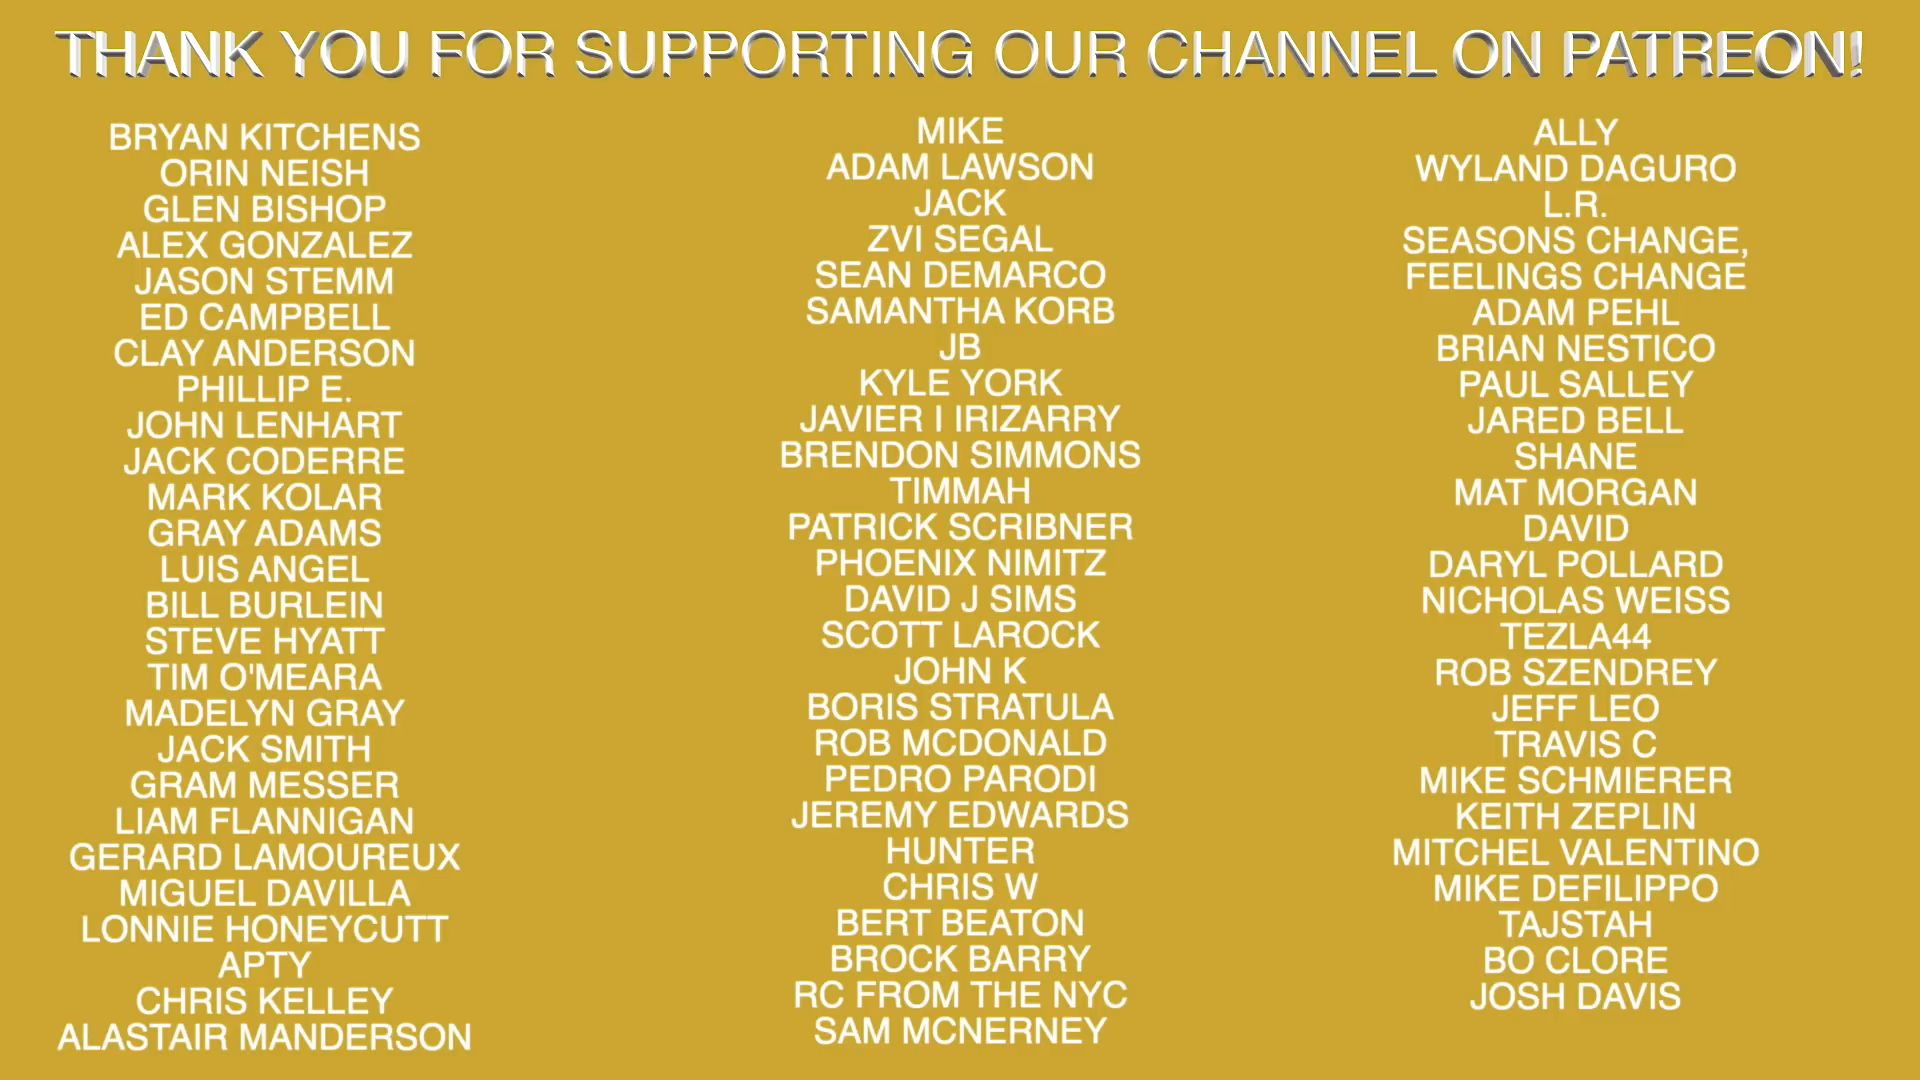 THANK YOU FOR SUPPORTING OUR CHANNEL ON PATREON!
BRYAN KITCHENS
ORIN NEISH
GLEN BISHOP
ALEX GONZALEZ
JASON STEMM
ED CAMPBELL
CLAY ANDERSON
PHILLIP E.
JOHN LENHART
JACK CODERRE
MARK KOLAR
GRAY ADAMS
LUIS ANGEL
BILL BURLEIN
STEVE HYATT
TIM O'MEARA
MADELYN GRAY
JACK SMITH
GRAM MESSER
LIAM FLANNIGAN
GERARD LAMOUREUX
MIGUEL DAVILLA
LONNIE HONEYCUTT
APTY
CHRIS KELLEY
ALASTAIR MANDERSON
MIKE
ADAM LAWSON
JACK
ZVI SEGAL
SEAN DEMARCO
SAMANTHA KORB
JB
KYLE YORK
JAVIER I IRIZARRY
BRENDON SIMMONS
TIMMAH
PATRICK SCRIBNER
PHOENIX NIMITZ
DAVID J SIMS
SCOTT LAROCK
JOHN K
BORIS STRATULA
ROB MCDONALD
PEDRO PARODI
JEREMY EDWARDS
HUNTER
CHRIS W
BERT BEATON
BROCK BARRY
RC FROM THE NYC
SAM MCNERNEY
ALLY
WYLAND DAGURO
L.R.
SEASONS CHANGE,
FEELINGS CHANGE
ADAM PEHL
BRIAN NESTICO
PAUL SALLEY
JARED BELL
SHANE
MAT MORGAN
DAVID
DARYL POLLARD
NICHOLAS WEISS
TEZLA44
ROB SZENDREY
JEFF LEO
TRAVIS C
MIKE SCHMIERER
KEITH ZEPLIN
MITCHEL VALENTINO
MIKE DEFILIPPO
TAJSTAH
BO CLORE
JOSH DAVIS